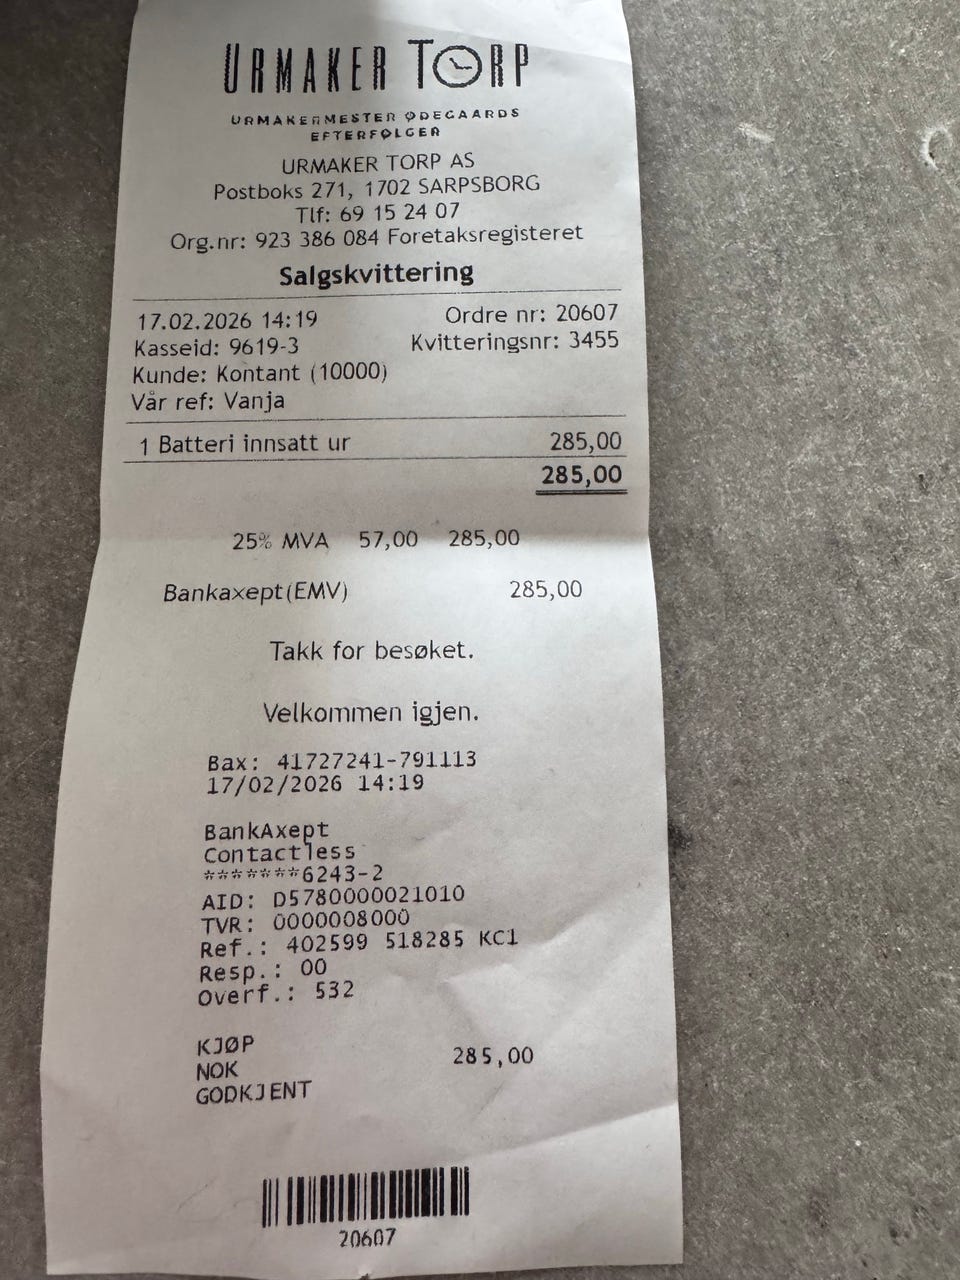 URMAKER TORP
URMAKERMESTER ØDEGAARDS
EFTERFØLGER
URMAKER TORP AS
Postboks 271, 1702 SARPSBORG
Tlf: 69 15 24 07
Org.nr: 923 386 084 Foretaksregisteret
Salgskvittering
17.02.2026 14:19 Ordre nr: 20607
Kasseid: 9619-3 Kvitteringsnr: 3455
Kunde: Kontant (10000)
Vår ref: Vanja
1 Batteri innsatt ur 285,00
285,00
25% MVA 57,00 285,00
Bankaxept(EMV) 285,00
Takk for besøket.
Velkommen igjen.
Bax: 41727241-791113
17/02/2026 14:19
BankAxept
Contactless
*******6243-2
AID: D5780000021010
TVR: 0000008000
Ref.: 402599 518285 KC1
Resp.: 00
Overf.: 532
KJØP
NOK 285,00
GODKJENT
20607